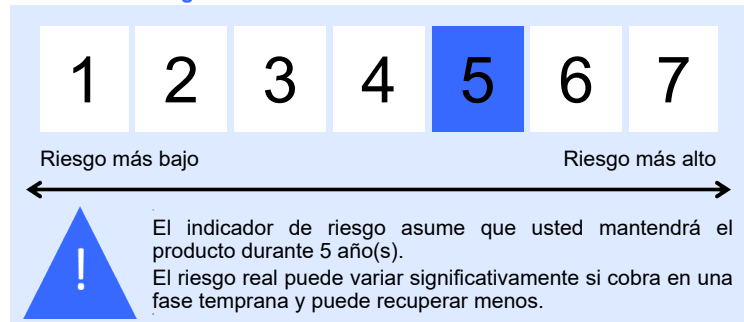 1 2 3 4 5 6 7
Riesgo más bajo Riesgo más alto
!
El indicador de riesgo asume que usted mantendrá el
producto durante 5 año(s).
El riesgo real puede variar significativamente si cobra en una
fase temprana y puede recuperar menos.